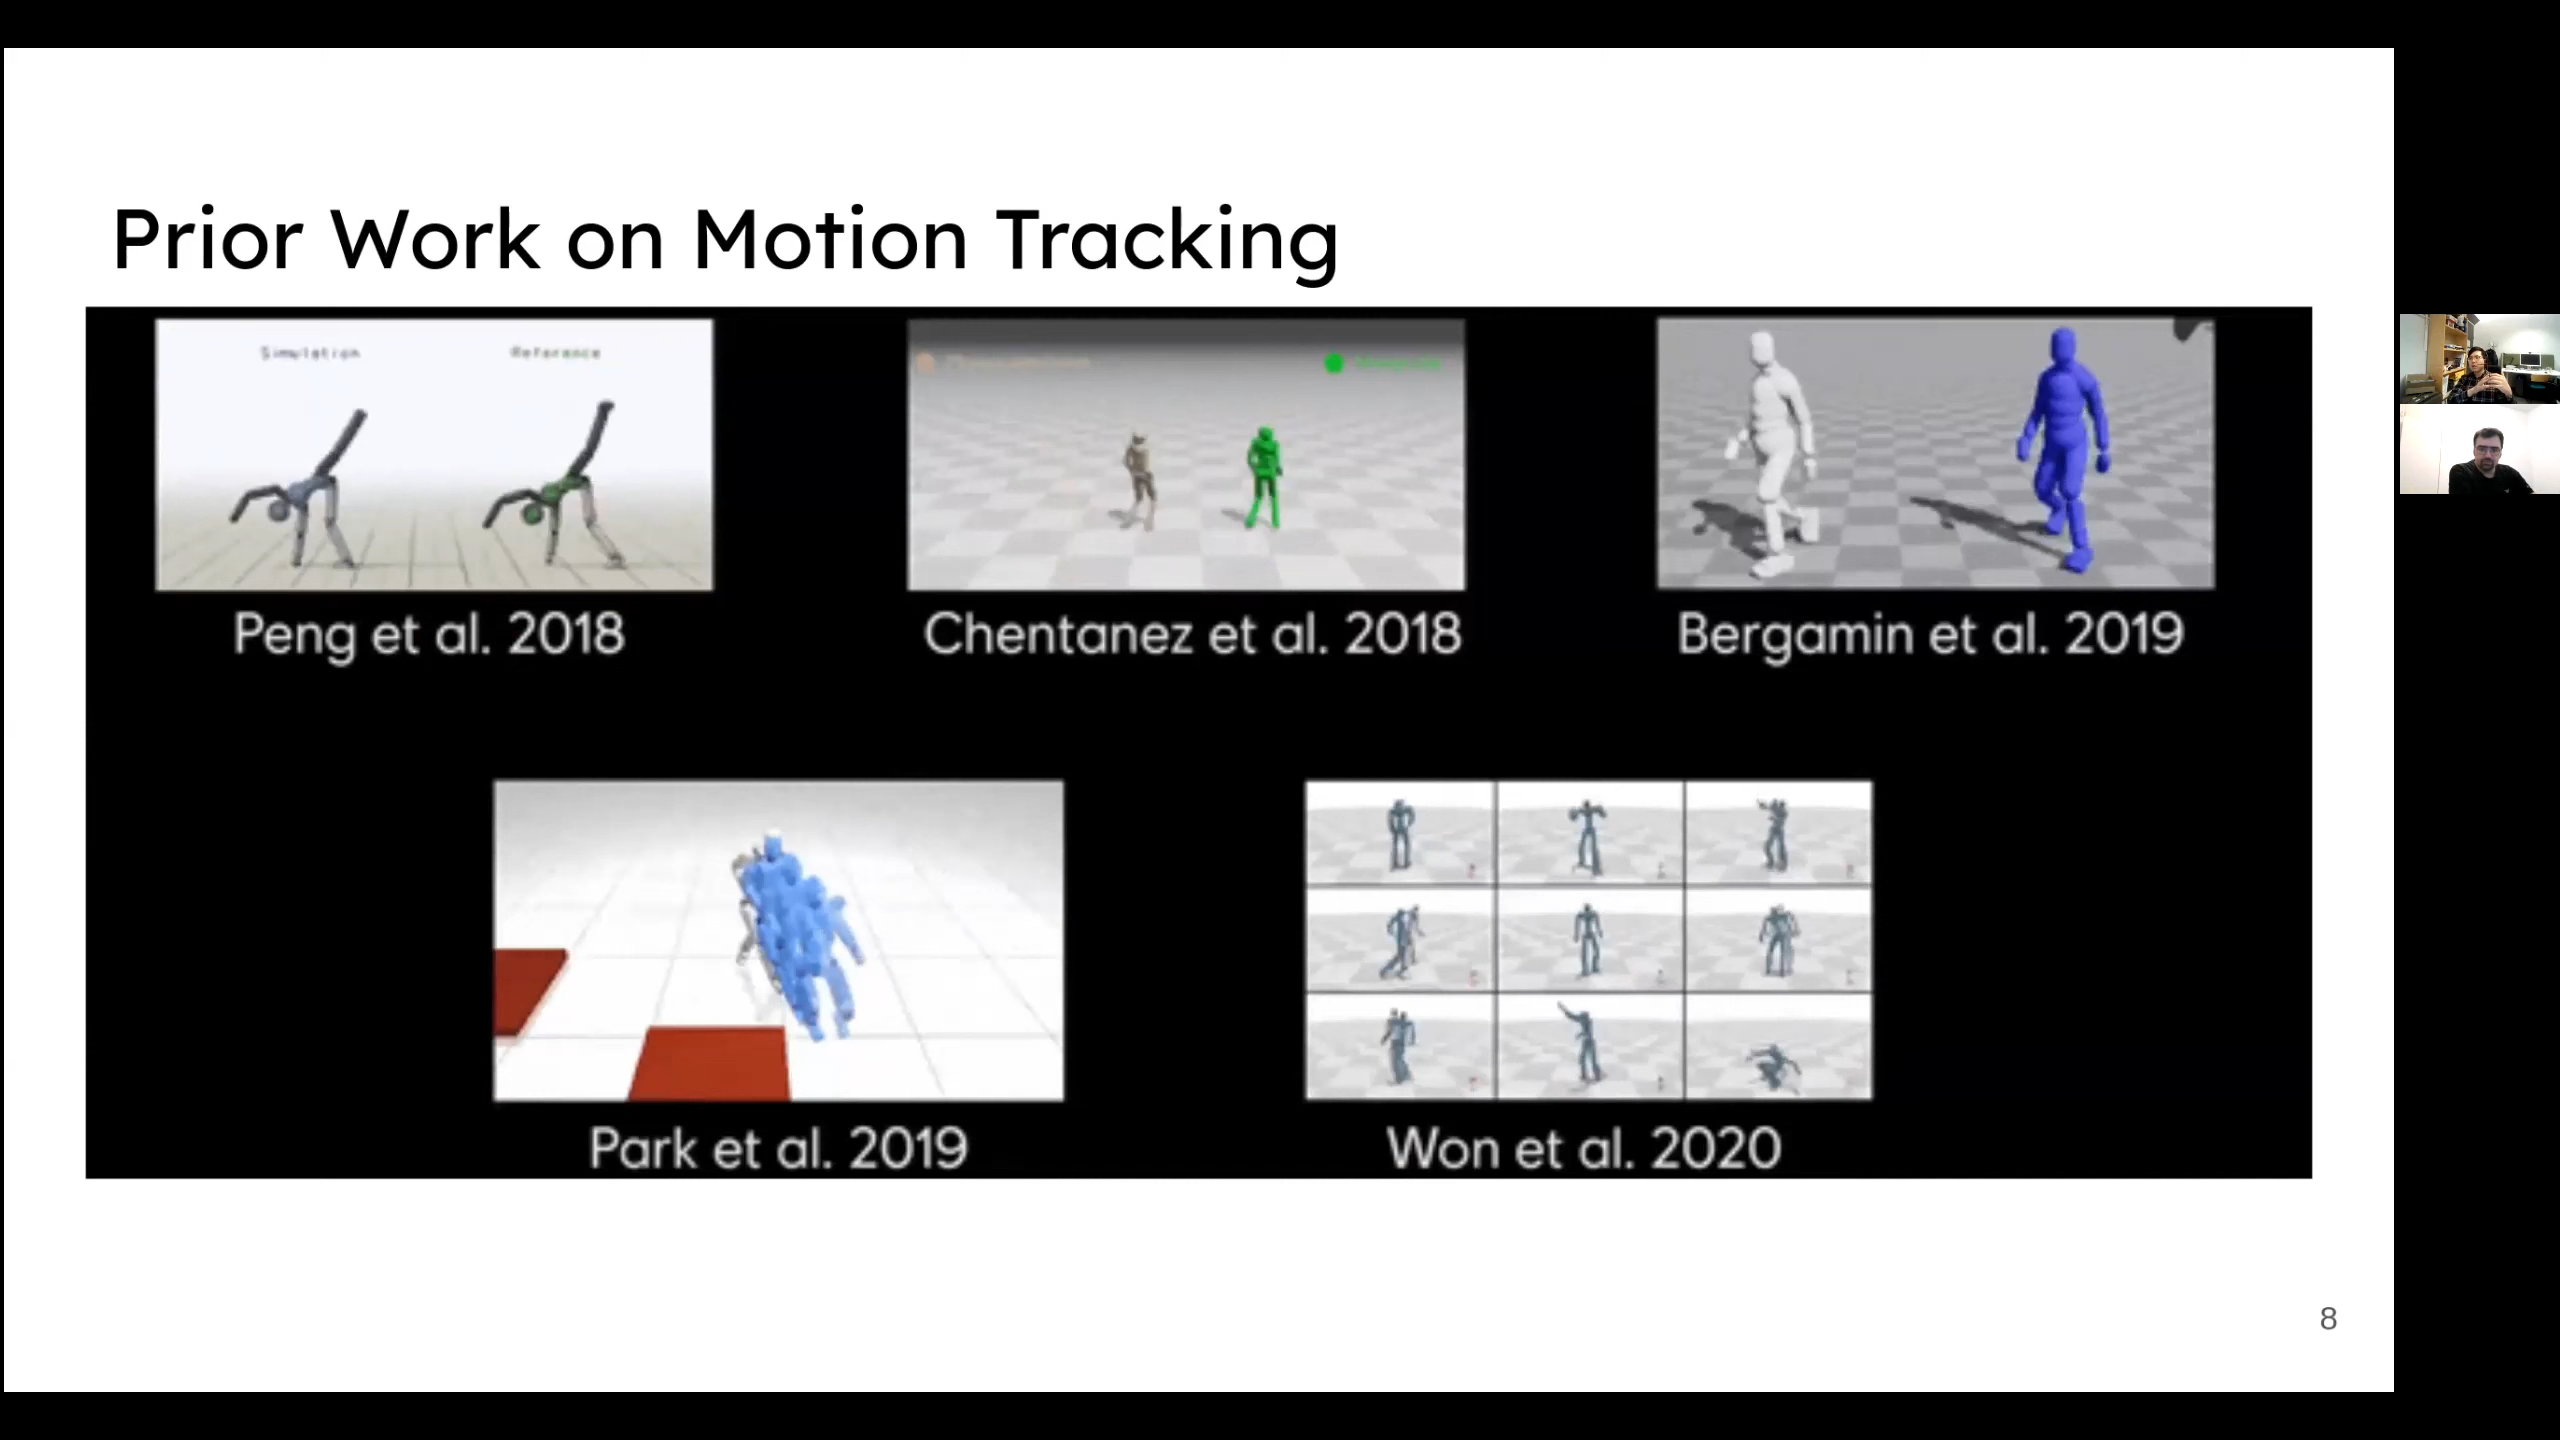 Prior Work on Motion Tracking
Simulation Reference
Peng et al. 2018
Chentanez et al. 2018
Bergamin et al. 2019
Park et al. 2019
Won et al. 2020
8